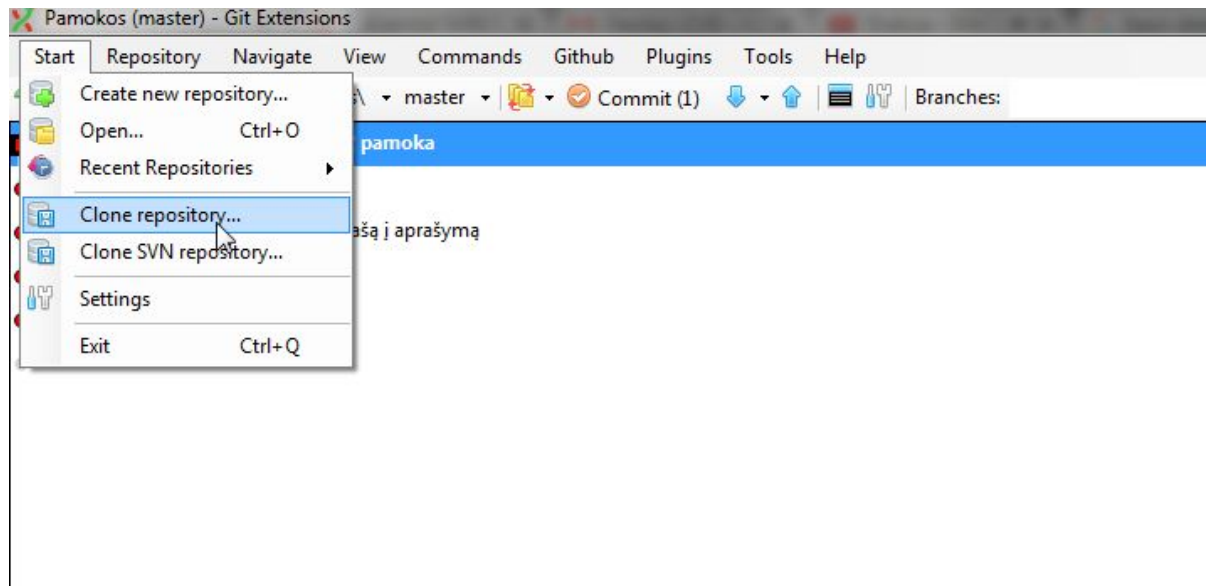 Pamokos (master) - Git Extensions
Start Repository Navigate View Commands Github Plugins Tools Help
master Commit (1) Branches:
Create new repository...
Open... Ctrl+O
pamoka
Recent Repositories
Clone repository...
ašą į aprašymą
Clone SVN repository...
Settings
Exit Ctrl+Q